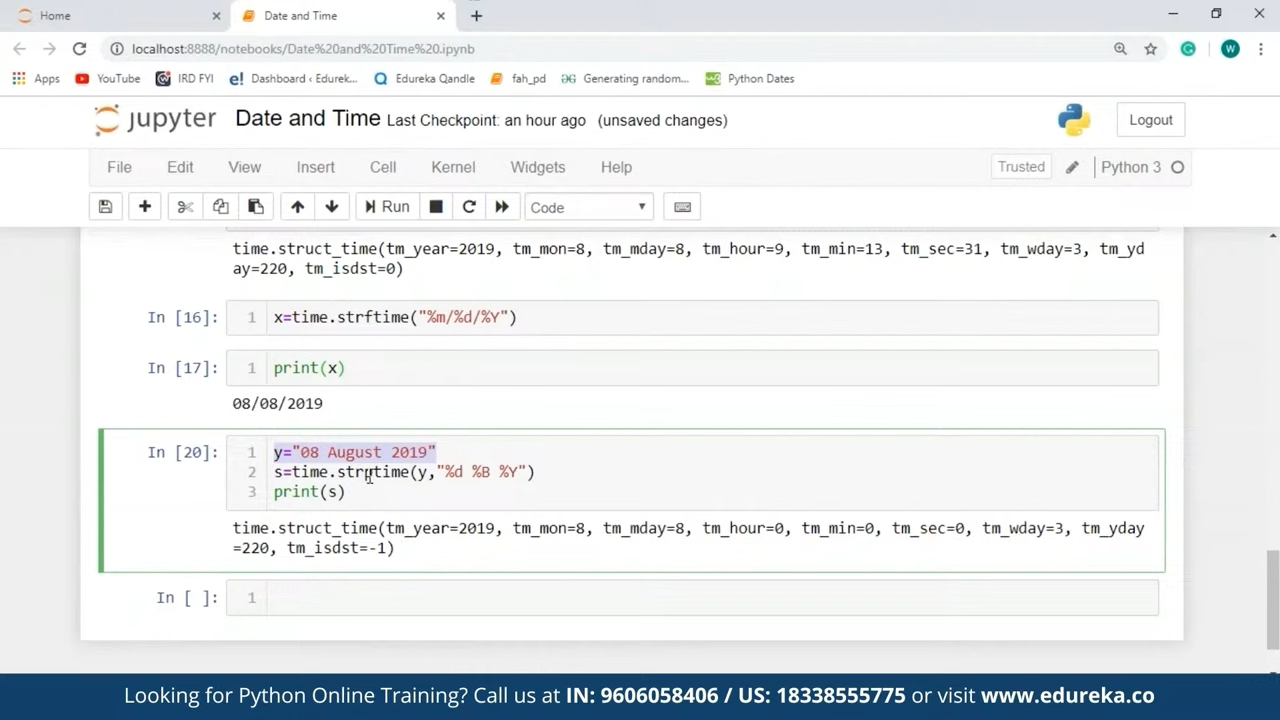 Home
Date and Time
localhost:8888/notebooks/Date%20and%20Time%20.ipynb
W
Apps YouTube IRD FYI Dashboard ‹ Edurek... Edureka Qandle fah_pd Generating random... Python Dates
jupyter Date and Time Last Checkpoint: an hour ago (unsaved changes) Logout
File Edit View Insert Cell Kernel Widgets Help Trusted Python 3
Run Code
time.struct_time(tm_year=2019, tm_mon=8, tm_mday=8, tm_hour=9, tm_min=13, tm_sec=31, tm_wday=3, tm_yd
ay=220, tm_isdst=0)
In [16]: 1 x=time.strftime("%m/%d/%Y")
In [17]: 1 print(x)
08/08/2019
In [20]: 1 y="08 August 2019"
2 s=time.strptime(y,"%d %B %Y")
3 print(s)
time.struct_time(tm_year=2019, tm_mon=8, tm_mday=8, tm_hour=0, tm_min=0, tm_sec=0, tm_wday=3, tm_yday
=220, tm_isdst=-1)
In [ ]: 1
Looking for Python Online Training? Call us at IN: 9606058406 / US: 18338555775 or visit www.edureka.co